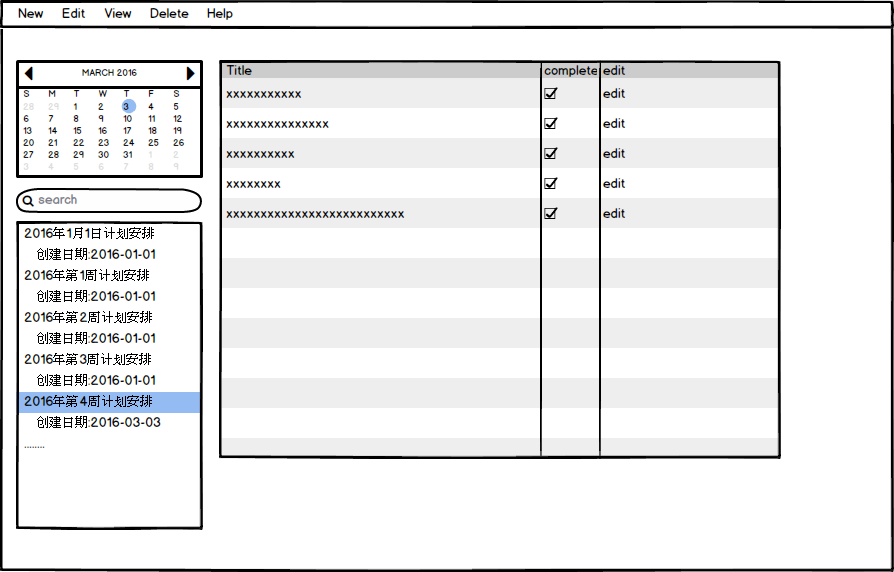 New Edit View Delete Help
MARCH 2016
S M T W T F S
28 29 1 2 3 4 5
6 7 8 9 10 11 12
13 14 15 16 17 18 19
20 21 22 23 24 25 26
27 28 29 30 31 1 2
3 4 5 6 7 8 9
search
2016年1月1日计划安排
创建日期:2016-01-01
2016年第1周计划安排
创建日期:2016-01-01
2016年第2周计划安排
创建日期:2016-01-01
2016年第3周计划安排
创建日期:2016-01-01
2016年第4周计划安排
创建日期:2016-03-03
........
Title complete edit
xxxxxxxxxxx edit
xxxxxxxxxxxxxxx edit
xxxxxxxxxx edit
xxxxxxxx edit
xxxxxxxxxxxxxxxxxxxxxxxxxx edit